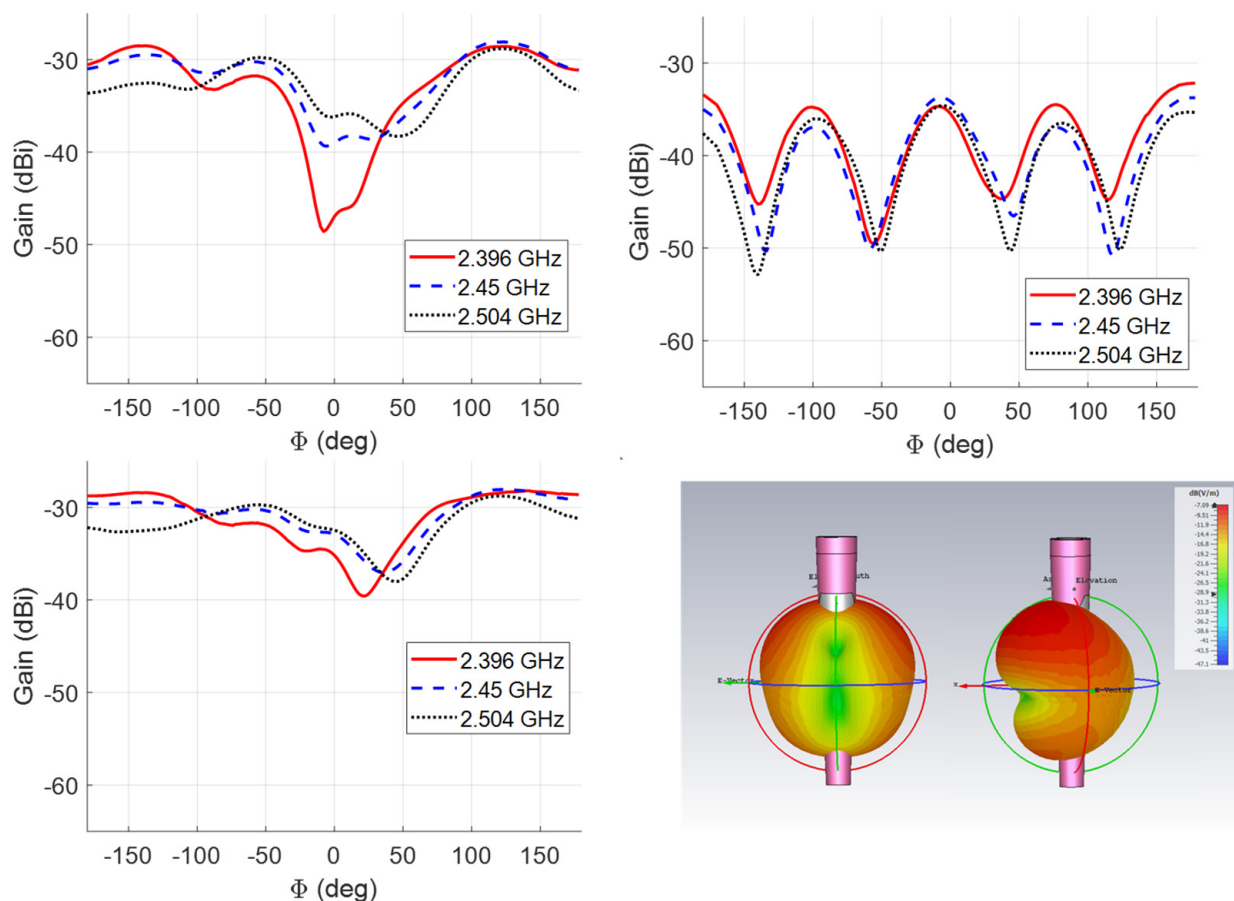 -30
-40
-50
-60
Gain (dBi)
2.396 GHz
2.45 GHz
2.504 GHz
-150 -100 -50 0 50 100 150
Φ (deg)
-30
-40
-50
-60
Gain (dBi)
2.396 GHz
2.45 GHz
2.504 GHz
-150 -100 -50 0 50 100 150
Φ (deg)
-30
-40
-50
-60
Gain (dBi)
2.396 GHz
2.45 GHz
2.504 GHz
-150 -100 -50 0 50 100 150
Φ (deg)
dB(V/m)
-7.09
-9.51
-11.9
-14.4
-16.8
-19.2
-21.6
-24.1
-26.5
-28.9
-31.3
-33.8
-36.2
-38.6
-41
-43.5
-47.1
Elevation
E-Vector
x